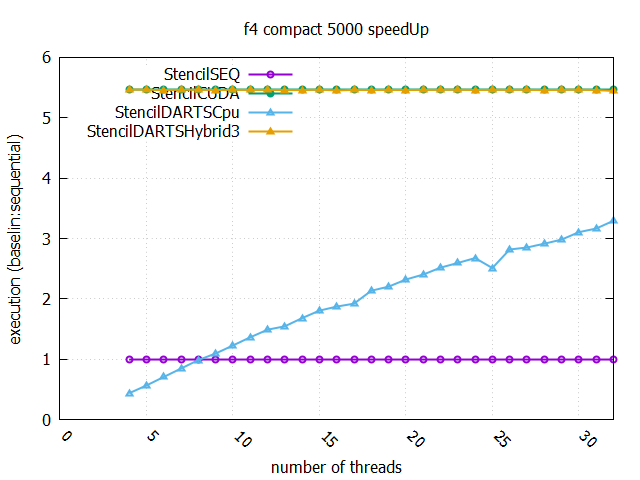 f4 compact 5000 speedUp
StencilSEQ
StencilCUDA
StencilDARTSCpu
StencilDARTSHybrid3
execution (baselin:sequential)
6
5
4
3
2
1
0
0 5 10 15 20 25 30
number of threads